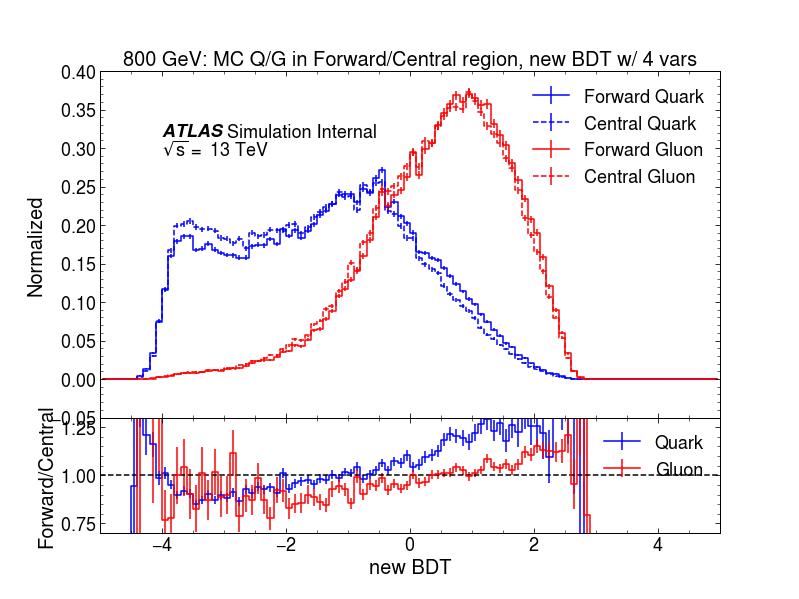 800 GeV: MC Q/G in Forward/Central region, new BDT w/ 4 vars
0.40
0.35
0.30
0.25
0.20
0.15
0.10
0.05
0.00
0.05
Normalized
ATLAS Simulation Internal
√s = 13 TeV
Forward Quark
Central Quark
Forward Gluon
Central Gluon
1.25
1.00
0.75
Forward/Central
Quark
Gluon
−4
−2
0
2
4
new BDT